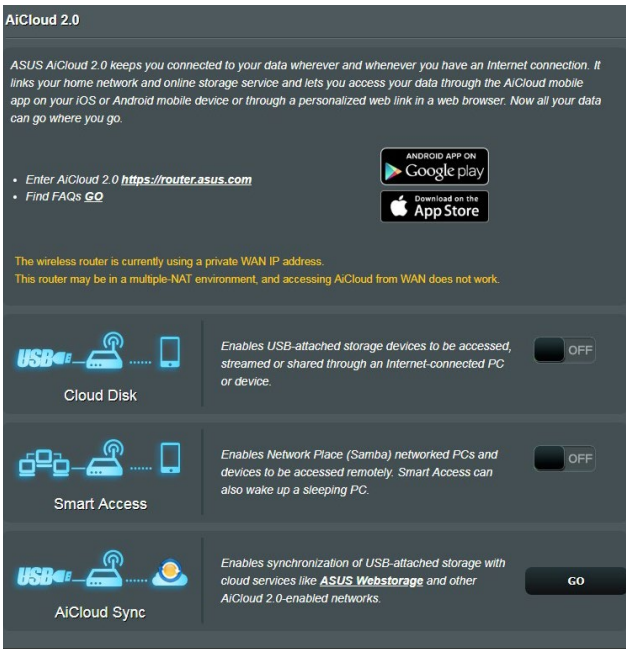 AiCloud 2.0
ASUS AiCloud 2.0 keeps you connected to your data wherever and whenever you have an Internet connection. It
links your home network and online storage service and lets you access your data through the AiCloud mobile
app on your iOS or Android mobile device or through a personalized web link in a web browser. Now all your data
can go where you go.
ANDROID APP ON
Google play
• Enter AiCloud 2.0 https://router.asus.com
• Find FAQs GO
Download on the
App Store
The wireless router is currently using a private WAN IP address.
This router may be in a multiple-NAT environment, and accessing AiCloud from WAN does not work.
USB
Cloud Disk
Enables USB-attached storage devices to be accessed,
streamed or shared through an Internet-connected PC
or device.
OFF
Smart Access
Enables Network Place (Samba) networked PCs and
devices to be accessed remotely. Smart Access can
also wake up a sleeping PC.
OFF
USB
AiCloud Sync
Enables synchronization of USB-attached storage with
cloud services like ASUS Webstorage and other
AiCloud 2.0-enabled networks.
GO